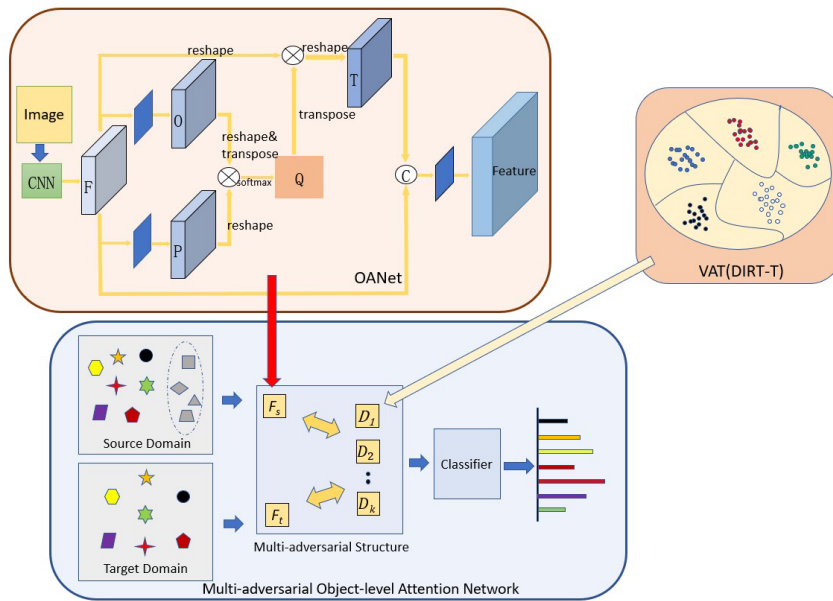 reshape
reshape
Image
O
T
reshape&
transpose
transpose
CNN
F
softmax
Q
C
Feature
P
reshape
OANet
VAT(DIRT-T)
Source Domain
Target Domain
Fs
Ft
D1
D2
Dk
Multi-adversarial Structure
Classifier
Multi-adversarial Object-level Attention Network